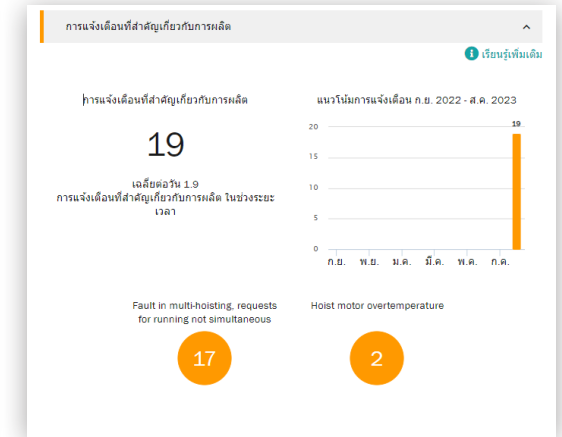 การแจ้งเตือนที่สำคัญเกี่ยวกับการผลิต
เรียนรู้เพิ่มเติม
การแจ้งเตือนที่สำคัญเกี่ยวกับการผลิต
19
เฉลี่ยต่อวัน 1.9
การแจ้งเตือนที่สำคัญเกี่ยวกับการผลิต ในช่วงระยะ
เวลา
แนวโน้มการแจ้งเตือน ก.ย. 2022 - ส.ค. 2023
19
20
15
10
5
0
ก.ย. พ.ย. ม.ค. มี.ค. พ.ค. ก.ค.
Fault in multi-hoisting, requests
for running not simultaneous
17
Hoist motor overtemperature
2